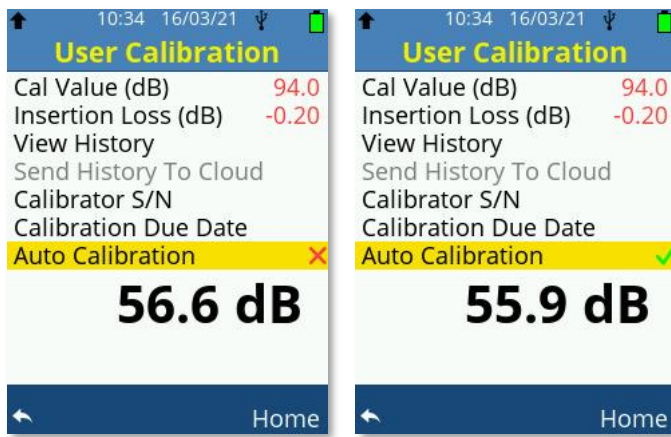 10:34 16/03/21
User Calibration
Cal Value (dB) 94.0
Insertion Loss (dB) -0.20
View History
Send History To Cloud
Calibrator S/N
Calibration Due Date
Auto Calibration
56.6 dB
Home
10:34 16/03/21
User Calibration
Cal Value (dB) 94.0
Insertion Loss (dB) -0.20
View History
Send History To Cloud
Calibrator S/N
Calibration Due Date
Auto Calibration
55.9 dB
Home